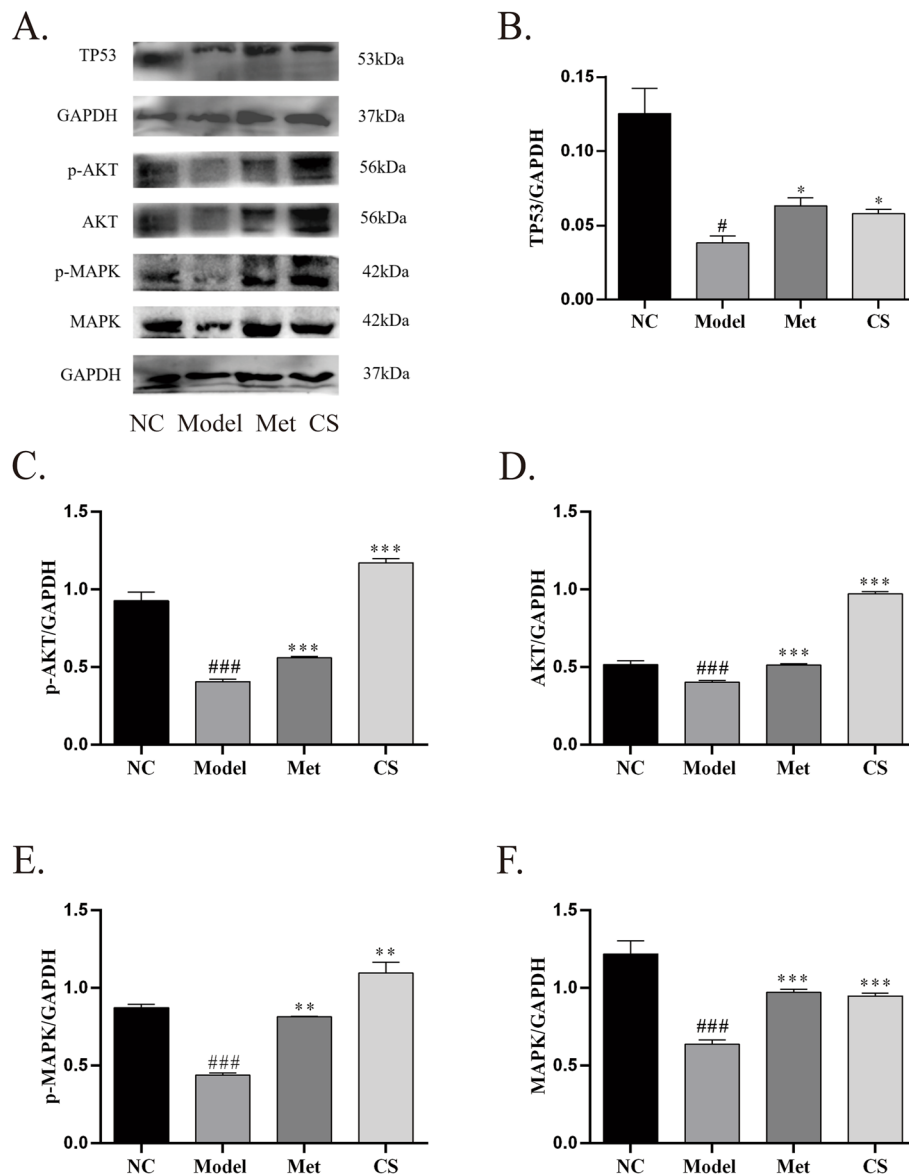 A.
TP53 53kDa
GAPDH 37kDa
p-AKT 56kDa
AKT 56kDa
p-MAPK 42kDa
MAPK 42kDa
GAPDH 37kDa
NC Model Met CS
B.
TP53/GAPDH
0.15
0.10
0.05
0.00
#
*
*
NC Model Met CS
C.
p-AKT/GAPDH
1.5
1.0
0.5
0.0
###
***
***
NC Model Met CS
D.
AKT/GAPDH
1.5
1.0
0.5
0.0
###
***
***
NC Model Met CS
E.
p-MAPK/GAPDH
1.5
1.0
0.5
0.0
###
**
**
NC Model Met CS
F.
MAPK/GAPDH
1.5
1.0
0.5
0.0
###
***
***
NC Model Met CS